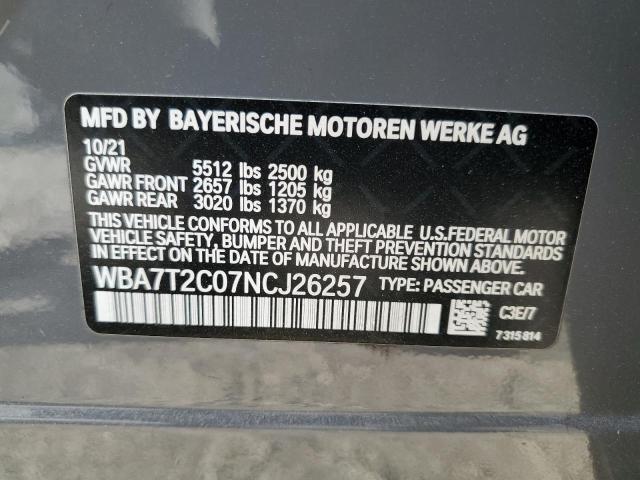 MFD BY BAYERISCHE MOTOREN WERKE AG
10/21
GVWR 5512 lbs 2500 kg
GAWR FRONT 2657 lbs 1205 kg
GAWR REAR 3020 lbs 1370 kg
THIS VEHICLE CONFORMS TO ALL APPLICABLE U.S.FEDERAL MOTOR
VEHICLE SAFETY, BUMPER AND THEFT PREVENTION STANDARDS
IN EFFECT ON THE DATE OF MANUFACTURE SHOWN ABOVE.
WBA7T2C07NCJ26257 TYPE: PASSENGER CAR
C3E/7
7315814